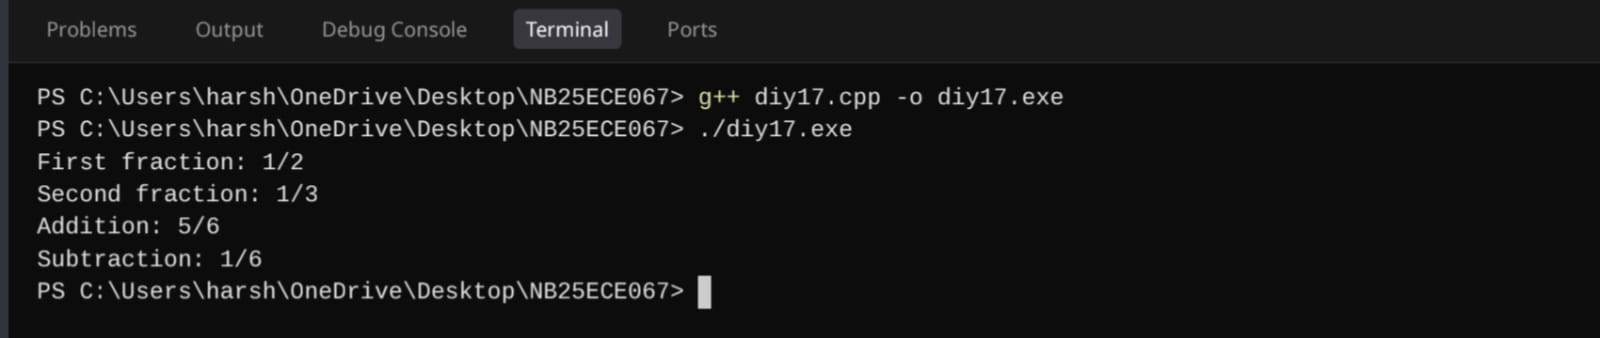 Problems Output Debug Console Terminal Ports
PS C:\Users\harsh\OneDrive\Desktop\NB25ECE067> g++ diy17.cpp -o diy17.exe
PS C:\Users\harsh\OneDrive\Desktop\NB25ECE067> ./diy17.exe
First fraction: 1/2
Second fraction: 1/3
Addition: 5/6
Subtraction: 1/6
PS C:\Users\harsh\OneDrive\Desktop\NB25ECE067>